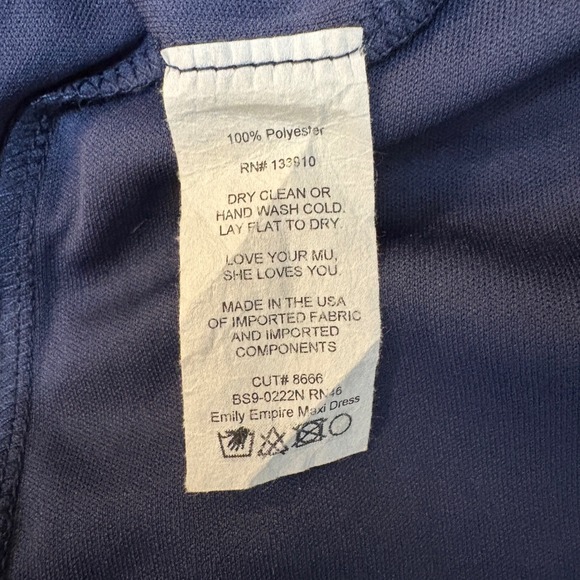 100% Polyester
RN# 133910
DRY CLEAN OR
HAND WASH COLD.
LAY FLAT TO DRY.
LOVE YOUR MU,
SHE LOVES YOU.
MADE IN THE USA
OF IMPORTED FABRIC
AND IMPORTED
COMPONENTS
CUT# 8666
BS9-0222N RN46
Emily Empire Maxi Dress